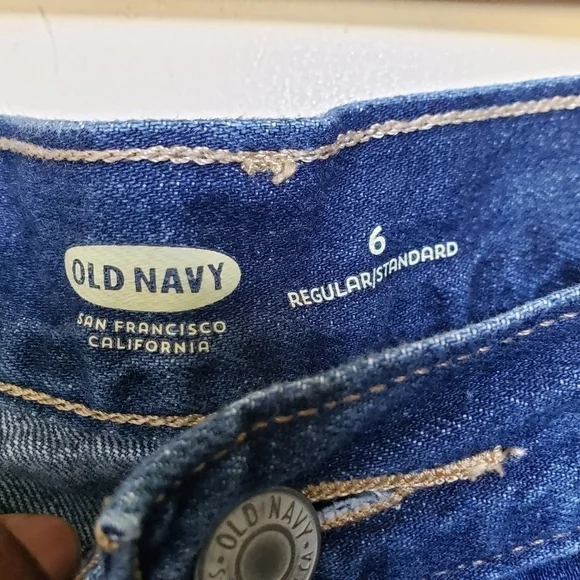 OLD NAVY
SAN FRANCISCO
CALIFORNIA
6
REGULAR/STANDARD
OLD NAVY